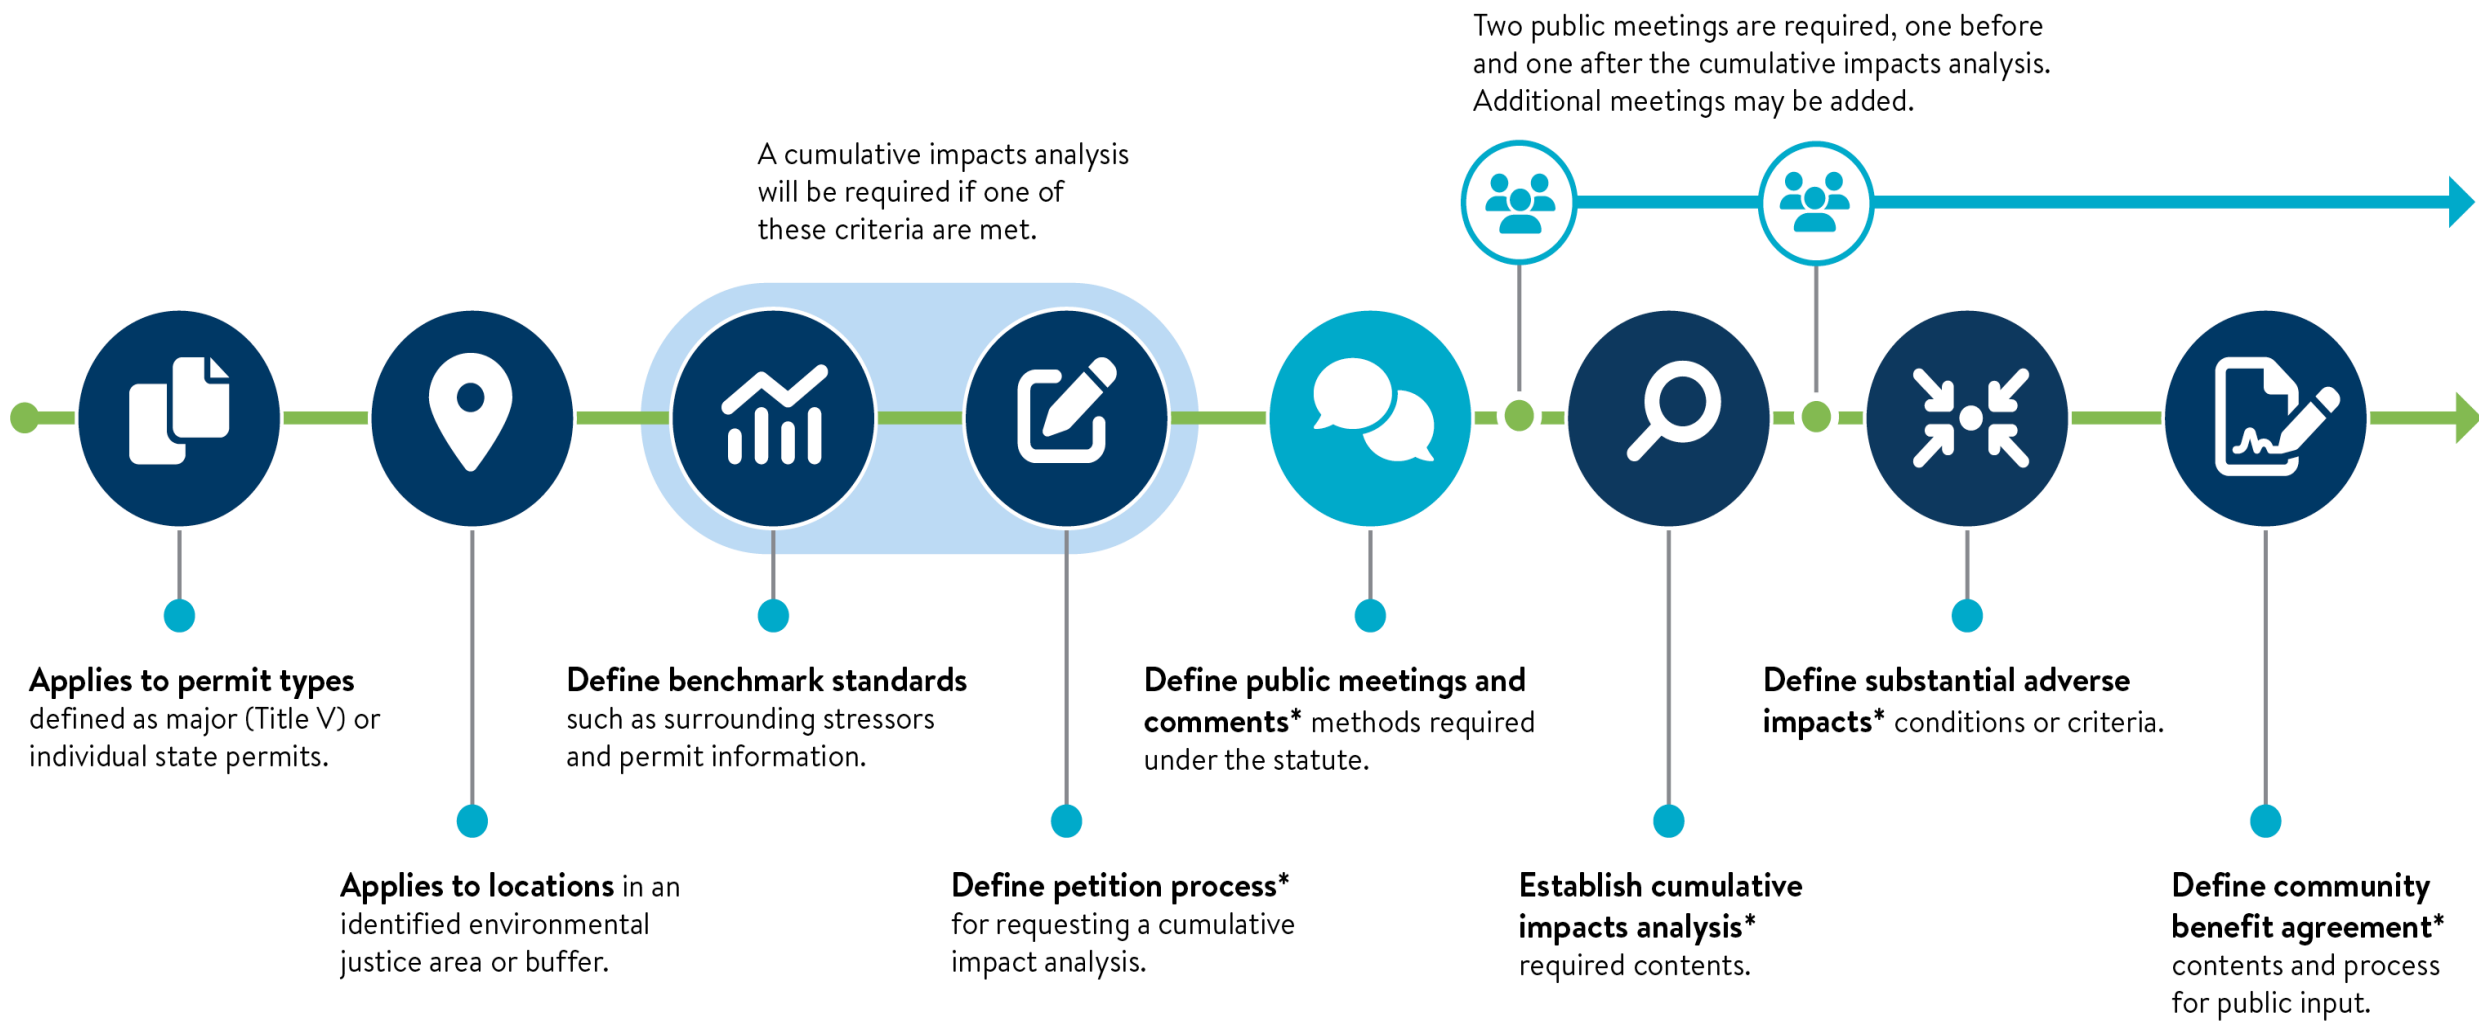 Two public meetings are required, one before
and one after the cumulative impacts analysis.
Additional meetings may be added.
A cumulative impacts analysis
will be required if one of
these criteria are met.
Applies to permit types
defined as major (Title V) or
individual state permits.
Applies to locations in an
identified environmental
justice area or buffer.
Define benchmark standards
such as surrounding stressors
and permit information.
Define petition process*
for requesting a cumulative
impact analysis.
Define public meetings and
comments* methods required
under the statute.
Establish cumulative
impacts analysis*
required contents.
Define substantial adverse
impacts* conditions or criteria.
Define community
benefit agreement*
contents and process
for public input.